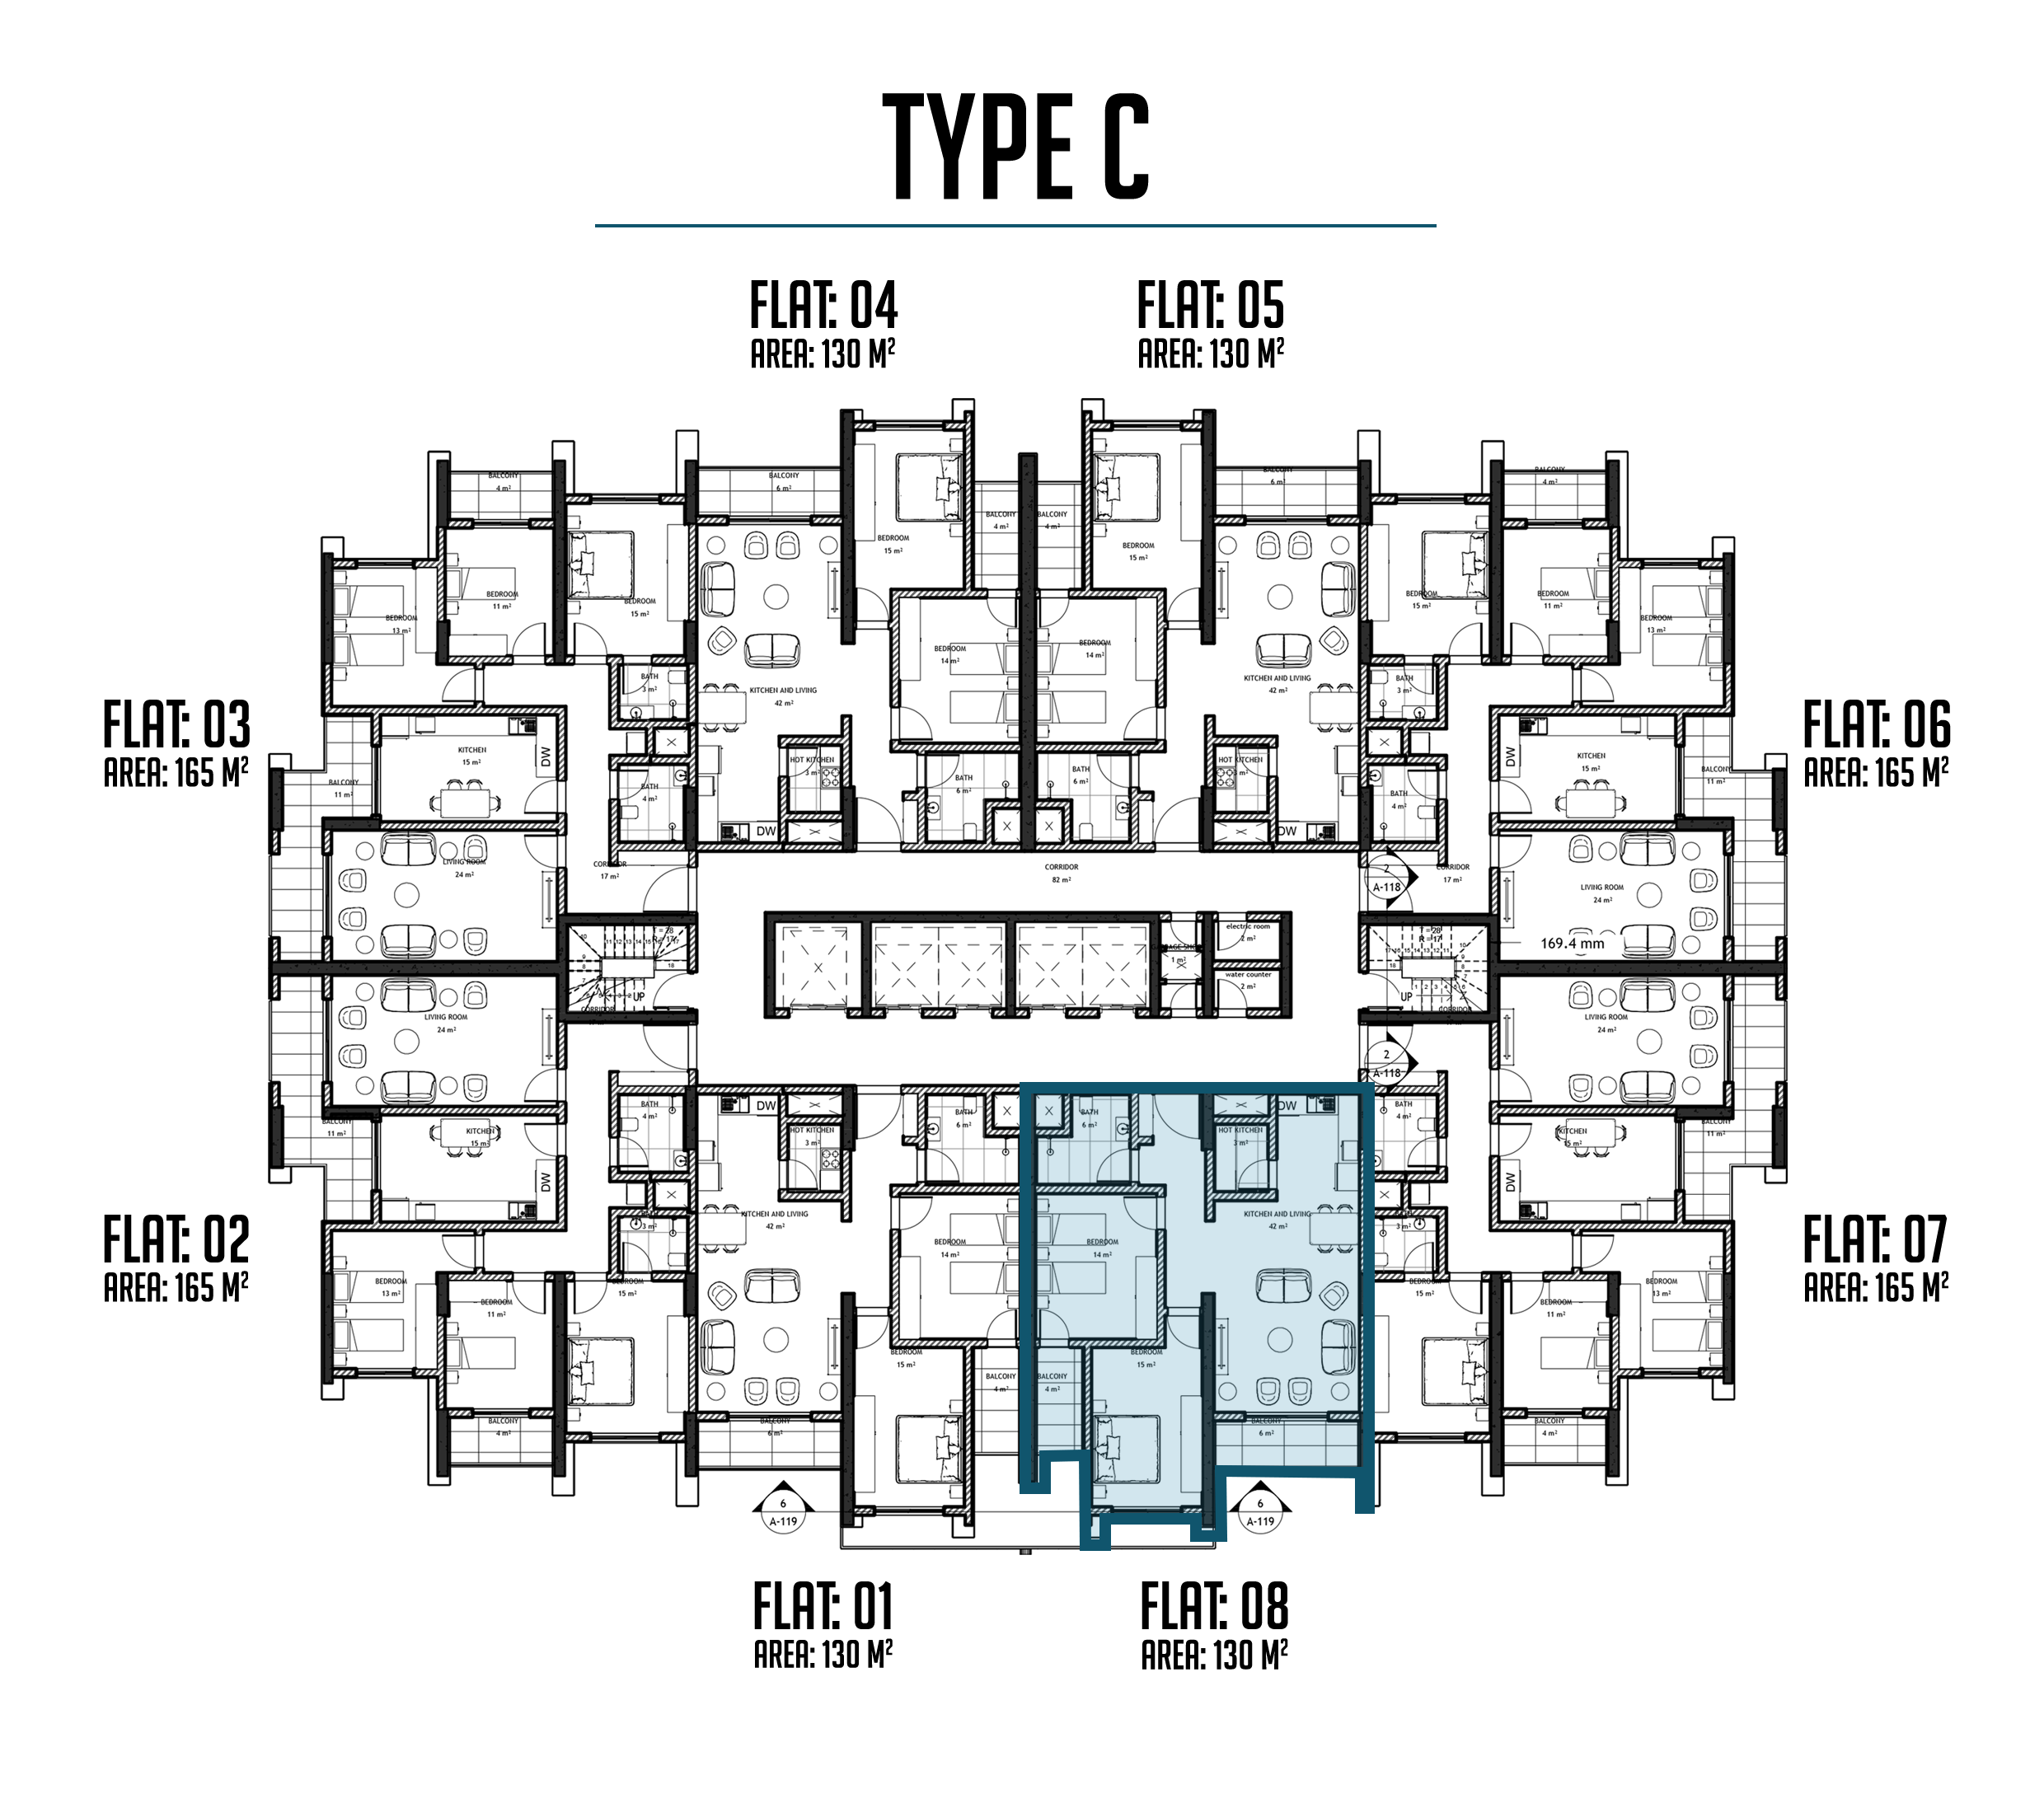 TYPE C
FLAT: 04
AREA: 130 M²
FLAT: 05
AREA: 130 M²
BALCONY
4 m²
BALCONY
6 m²
BALCONY
6 m²
BALCONY
4 m²
BALCONY
4 m²
BALCONY
4 m²
BEDROOM
15 m²
BEDROOM
15 m²
BEDROOM
11 m²
BEDROOM
15 m²
BEDROOM
15 m²
BEDROOM
11 m²
BEDROOM
13 m²
BEDROOM
13 m²
BEDROOM
14 m²
BEDROOM
14 m²
BATH
3 m²
BATH
3 m²
KITCHEN AND LIVING
42 m²
KITCHEN AND LIVING
42 m²
FLAT: 03
AREA: 165 M²
FLAT: 06
AREA: 165 M²
KITCHEN
15 m²
DW
HOT KITCHEN
3 m²
HOT KITCHEN
3 m²
DW
KITCHEN
15 m²
BALCONY
11 m²
BATH
4 m²
BATH
6 m²
BATH
6 m²
BATH
4 m²
BALCONY
11 m²
DW
DW
LIVING ROOM
24 m²
CORRIDOR
17 m²
CORRIDOR
82 m²
2
A-118
CORRIDOR
17 m²
LIVING ROOM
24 m²
T = 28
R = 17
electric room
2 m²
T = 28
R = 17
169.4 mm
1 m²
water counter
2 m²
UP
UP
CORRIDOR
CORRIDOR
LIVING ROOM
24 m²
LIVING ROOM
24 m²
2
A-118
BATH
4 m²
DW
BATH
6 m²
BATH
6 m²
DW
BATH
4 m²
BALCONY
11 m²
KITCHEN
15 m²
DW
HOT KITCHEN
3 m²
HOT KITCHEN
3 m²
DW
KITCHEN
15 m²
BALCONY
11 m²
FLAT: 02
AREA: 165 M²
FLAT: 07
AREA: 165 M²
BATH
3 m²
KITCHEN AND LIVING
42 m²
KITCHEN AND LIVING
42 m²
3 m²
BEDROOM
14 m²
BEDROOM
14 m²
BEDROOM
13 m²
BEDROOM
11 m²
BEDROOM
15 m²
BEDROOM
15 m²
BEDROOM
11 m²
BEDROOM
13 m²
BEDROOM
15 m²
BEDROOM
15 m²
BALCONY
4 m²
BALCONY
4 m²
BALCONY
4 m²
BALCONY
6 m²
BALCONY
6 m²
BALCONY
4 m²
6
A-119
6
A-119
FLAT: 01
AREA: 130 M²
FLAT: 08
AREA: 130 M²